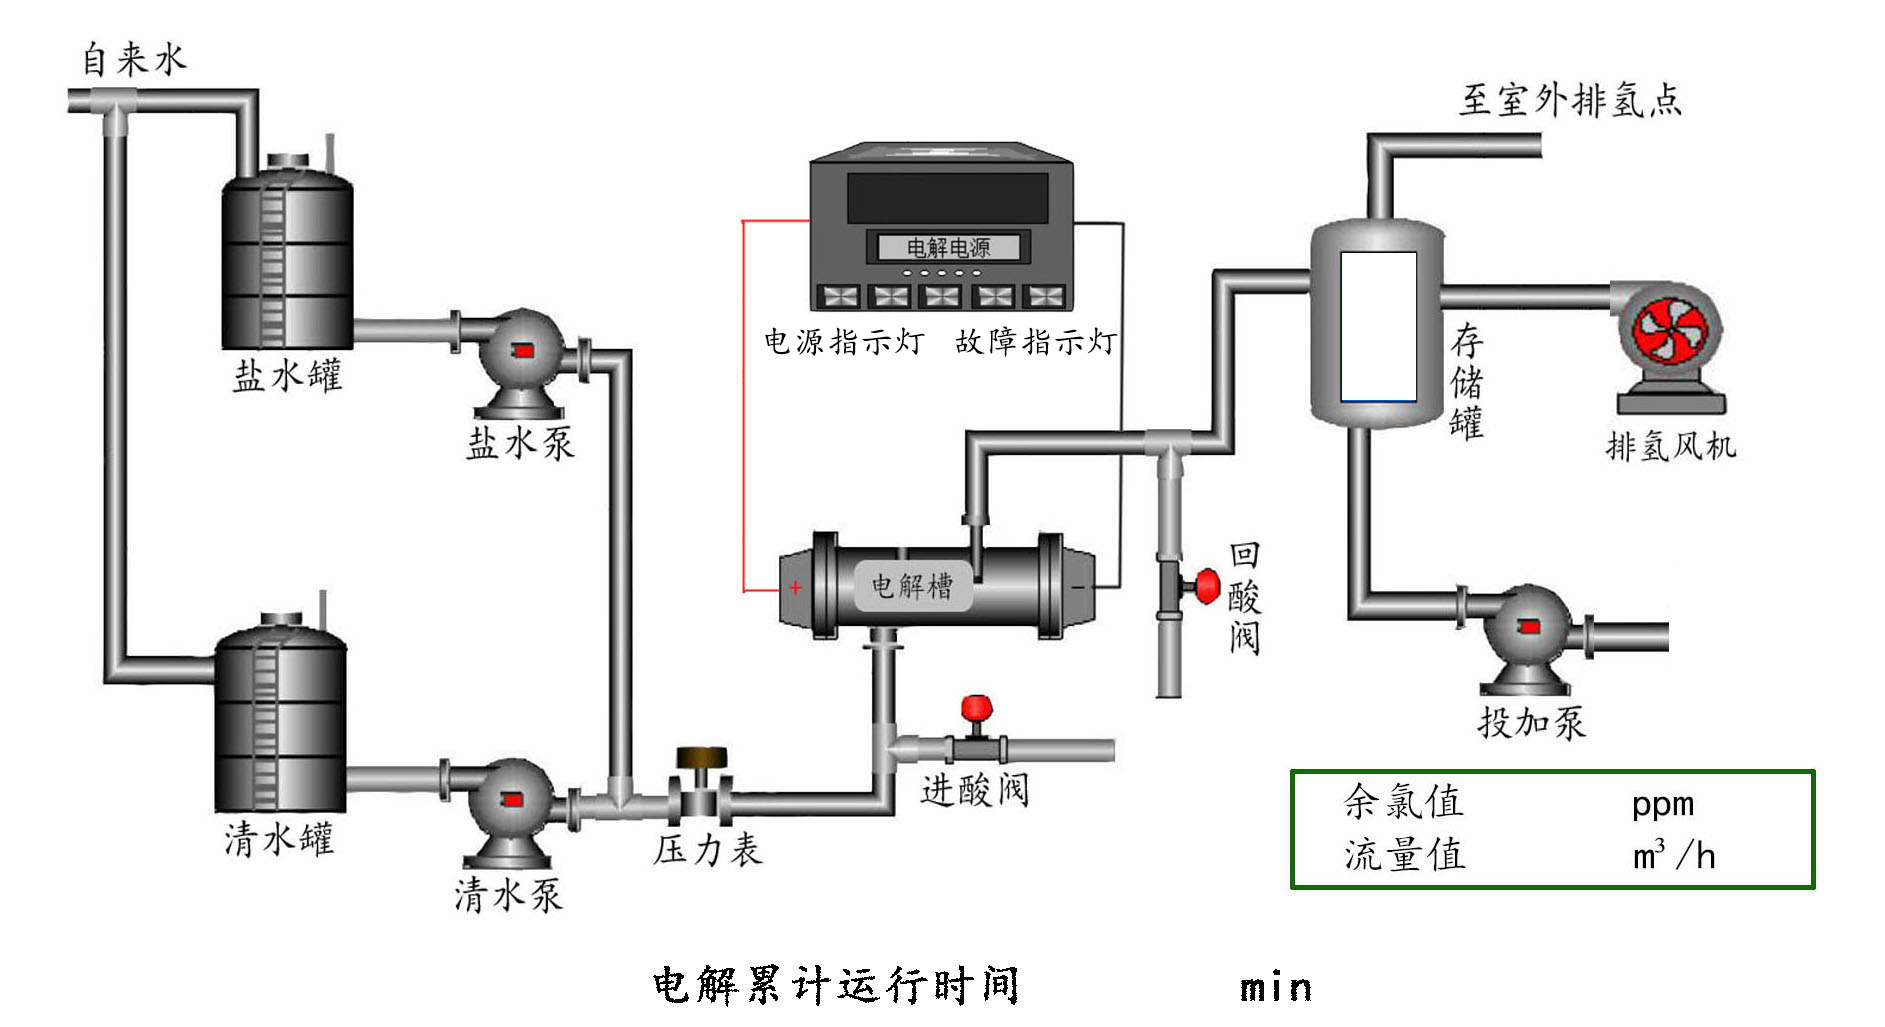 自来水
至室外排氢点
电解电源
电源指示灯 故障指示灯
盐水罐
盐水泵
存储罐
排氢风机
回酸阀
+
电解槽
−
进酸阀
投加泵
清水罐
清水泵
压力表
余氯值 ppm
流量值 m³/h
电解累计运行时间 min